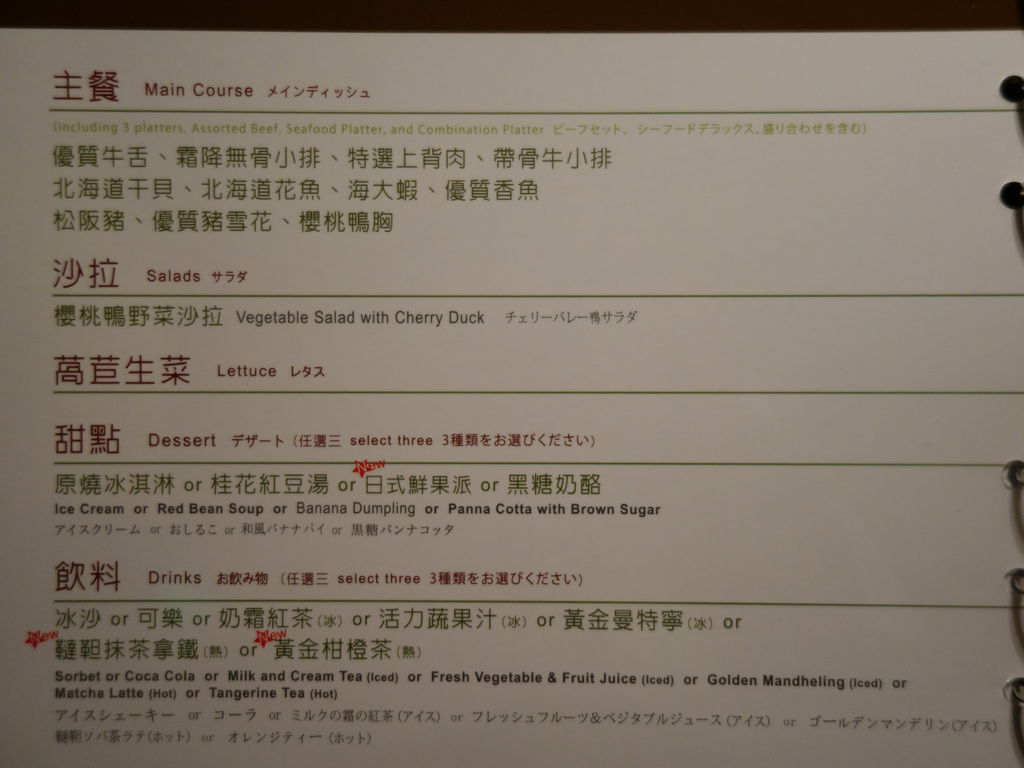 主餐 Main Course メインディッシュ
(including 3 platters, Assorted Beef, Seafood Platter, and Combination Platter ビーフセット、シーフードデラックス、盛り合わせを含む)
優質牛舌、霜降無骨小排、特選上背肉、帶骨牛小排
北海道干貝、北海道花魚、海大蝦、優質香魚
松阪豬、優質豬雪花、櫻桃鴨胸
沙拉 Salads サラダ
櫻桃鴨野菜沙拉 Vegetable Salad with Cherry Duck チェリーバレー鴨サラダ
萵苣生菜 Lettuce レタス
甜點 Dessert デザート (任選三 select three 3種類をお選びください)
New
原燒冰淇淋 or 桂花紅豆湯 or 日式鮮果派 or 黑糖奶酪
Ice Cream or Red Bean Soup or Banana Dumpling or Panna Cotta with Brown Sugar
アイスクリーム or おしるこ or 和風バナナパイ or 黒糖パンナコッタ
飲料 Drinks お飲み物 (任選三 select three 3種類をお選びください)
冰沙 or 可樂 or 奶霜紅茶(冰) or 活力蔬果汁(冰) or 黃金曼特寧(冰) or
New New
韃靼抹茶拿鐵(熱) or 黃金柑橙茶(熱)
Sorbet or Coca Cola or Milk and Cream Tea (Iced) or Fresh Vegetable & Fruit Juice (Iced) or Golden Mandheling (Iced) or
Matcha Latte (Hot) or Tangerine Tea (Hot)
アイスシェーキー or コーラ or ミルクの霜の紅茶(アイス) or フレッシュフルーツ&ベジタブルジュース(アイス) or ゴールデンマンデリン(アイス)
韃靼ソバ茶ラテ(ホット) or オレンジティー (ホット)